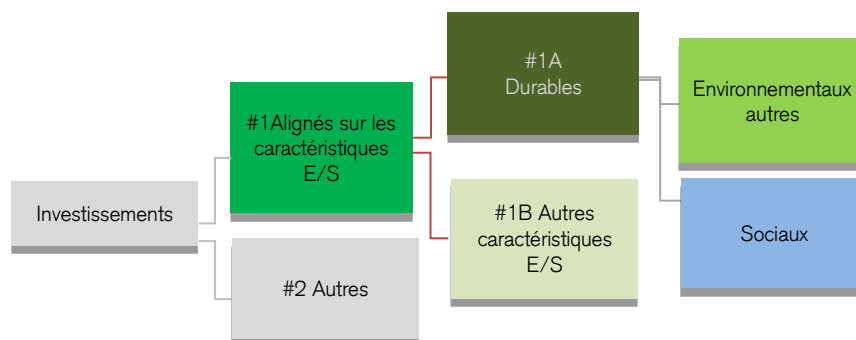 Investissements
#1Alignés sur les
caractéristiques
E/S
#2 Autres
#1A
Durables
#1B Autres
caractéristiques
E/S
Environnementaux
autres
Sociaux